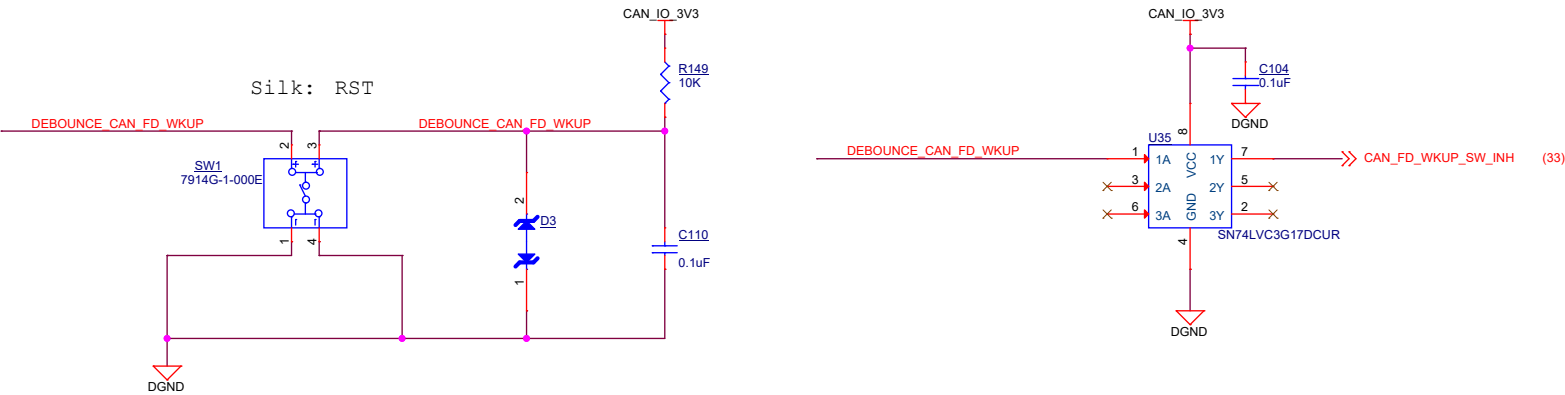 CAN_IO_3V3
R149
10K
Silk: RST
DEBOUNCE_CAN_FD_WKUP
DEBOUNCE_CAN_FD_WKUP
2
3
SW1
7914G-1-000E
1
4
2
D3
1
C110
0.1uF
DGND
CAN_IO_3V3
C104
0.1uF
DGND
8
U35
DEBOUNCE_CAN_FD_WKUP
1
1A
VCC
1Y
7
CAN_FD_WKUP_SW_INH (33)
3
2A
2Y
5
6
3A
GND
3Y
2
SN74LVC3G17DCUR
4
DGND